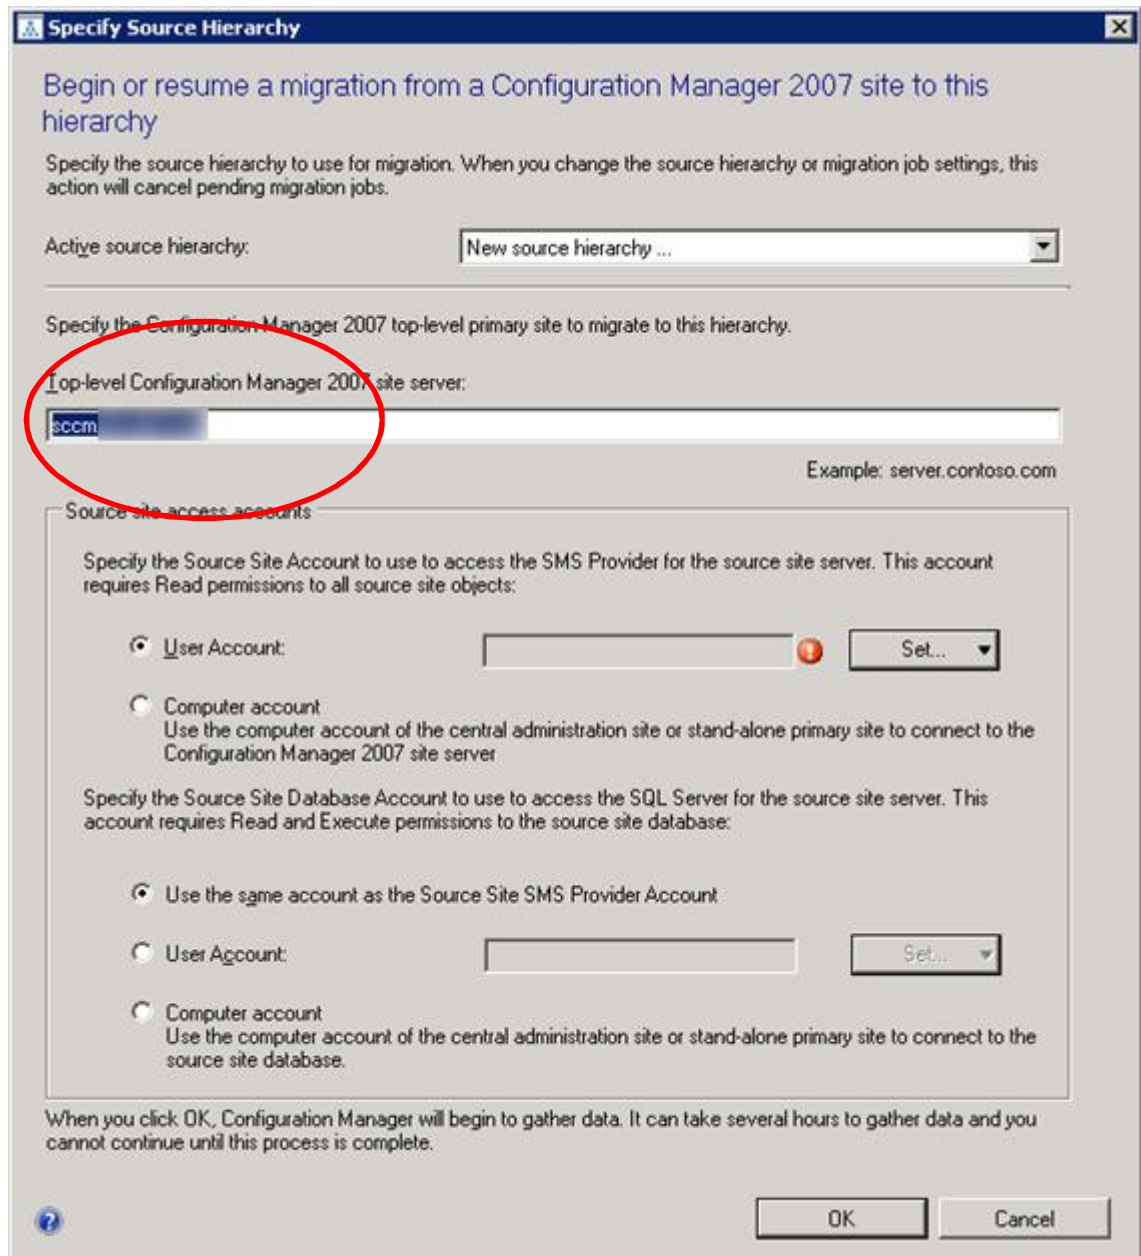 Specify Source Hierarchy
Begin or resume a migration from a Configuration Manager 2007 site to this
hierarchy
Specify the source hierarchy to use for migration. When you change the source hierarchy or migration job settings, this
action will cancel pending migration jobs.
Active source hierarchy:
New source hierarchy ...
Specify the Configuration Manager 2007 top-level primary site to migrate to this hierarchy.
Top-level Configuration Manager 2007 site server:
sccm
Example: server.contoso.com
Source site access accounts
Specify the Source Site Account to use to access the SMS Provider for the source site server. This account
requires Read permissions to all source site objects:
User Account:
Set...
Computer account
Use the computer account of the central administration site or stand-alone primary site to connect to the
Configuration Manager 2007 site server
Specify the Source Site Database Account to use to access the SQL Server for the source site server. This
account requires Read and Execute permissions to the source site database:
Use the same account as the Source Site SMS Provider Account
User Account:
Set...
Computer account
Use the computer account of the central administration site or stand-alone primary site to connect to the
source site database.
When you click OK, Configuration Manager will begin to gather data. It can take several hours to gather data and you
cannot continue until this process is complete.
OK
Cancel